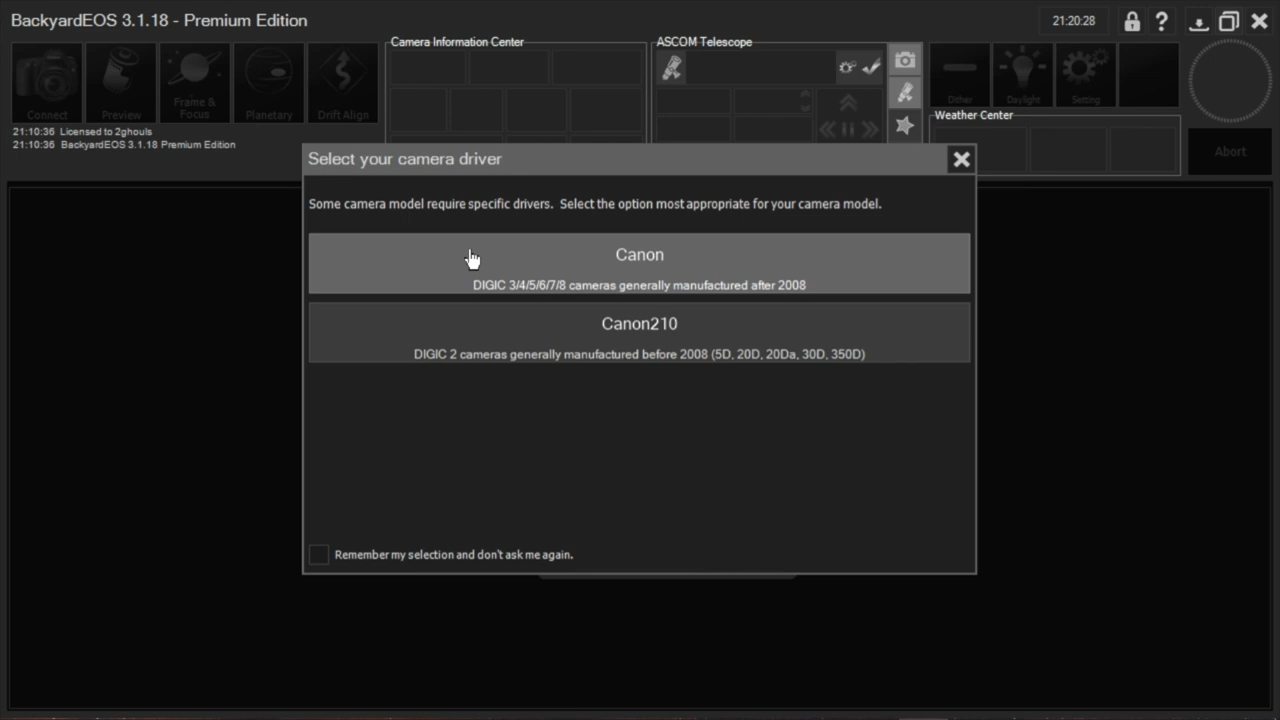 BackyardEOS 3.1.18 - Premium Edition
21:20:28
?
Camera Information Center
ASCOM Telescope
Connect
Preview
Frame &
Focus
Planetary
Drift Align
Dither
Daylight
Setting
Weather Center
Abort
21:10:36 Licensed to 2ghouls
21:10:36 BackyardEOS 3.1.18 Premium Edition
Select your camera driver
Some camera model require specific drivers. Select the option most appropriate for your camera model.
Canon
DIGIC 3/4/5/6/7/8 cameras generally manufactured after 2008
Canon210
DIGIC 2 cameras generally manufactured before 2008 (5D, 20D, 20Da, 30D, 350D)
Remember my selection and don't ask me again.